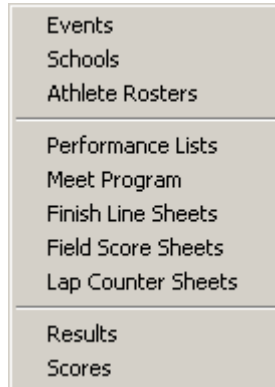 Events
Schools
Athlete Rosters
Performance Lists
Meet Program
Finish Line Sheets
Field Score Sheets
Lap Counter Sheets
Results
Scores